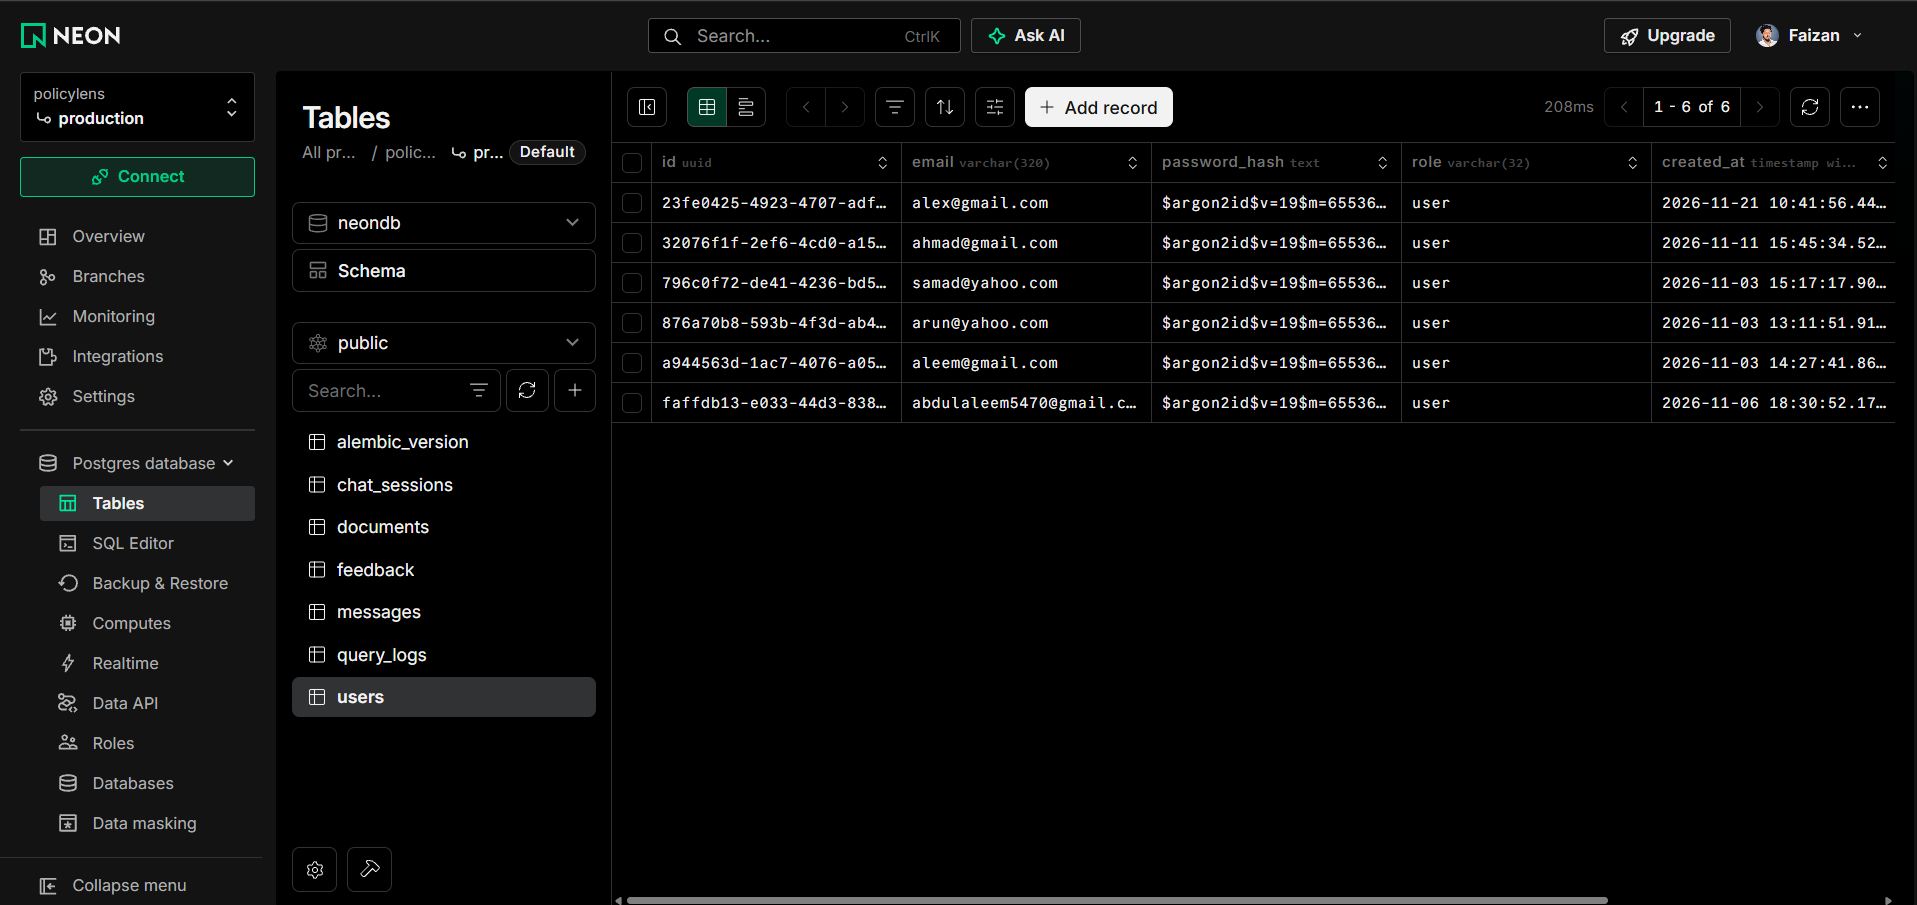 NEON
Search... CtrlK
Ask AI
Upgrade
Faizan
policylens
production
Connect
Overview
Branches
Monitoring
Integrations
Settings
Postgres database
Tables
SQL Editor
Backup & Restore
Computes
Realtime
Data API
Roles
Databases
Data masking
Collapse menu
Tables
All pr... / polic... pr... Default
neondb
Schema
public
Search...
alembic_version
chat_sessions
documents
feedback
messages
query_logs
users
Add record
208ms
1 - 6 of 6
id uuid email varchar(320) password_hash text role varchar(32) created_at timestamp wi...
23fe0425-4923-4707-adf... alex@gmail.com $argon2id$v=19$m=65536... user 2026-11-21 10:41:56.44...
32076f1f-2ef6-4cd0-a15... ahmad@gmail.com $argon2id$v=19$m=65536... user 2026-11-11 15:45:34.52...
796c0f72-de41-4236-bd5... samad@yahoo.com $argon2id$v=19$m=65536... user 2026-11-03 15:17:17.90...
876a70b8-593b-4f3d-ab4... arun@yahoo.com $argon2id$v=19$m=65536... user 2026-11-03 13:11:51.91...
a944563d-1ac7-4076-a05... aleem@gmail.com $argon2id$v=19$m=65536... user 2026-11-03 14:27:41.86...
faffdb13-e033-44d3-838... abdulaleem5470@gmail.c... $argon2id$v=19$m=65536... user 2026-11-06 18:30:52.17...